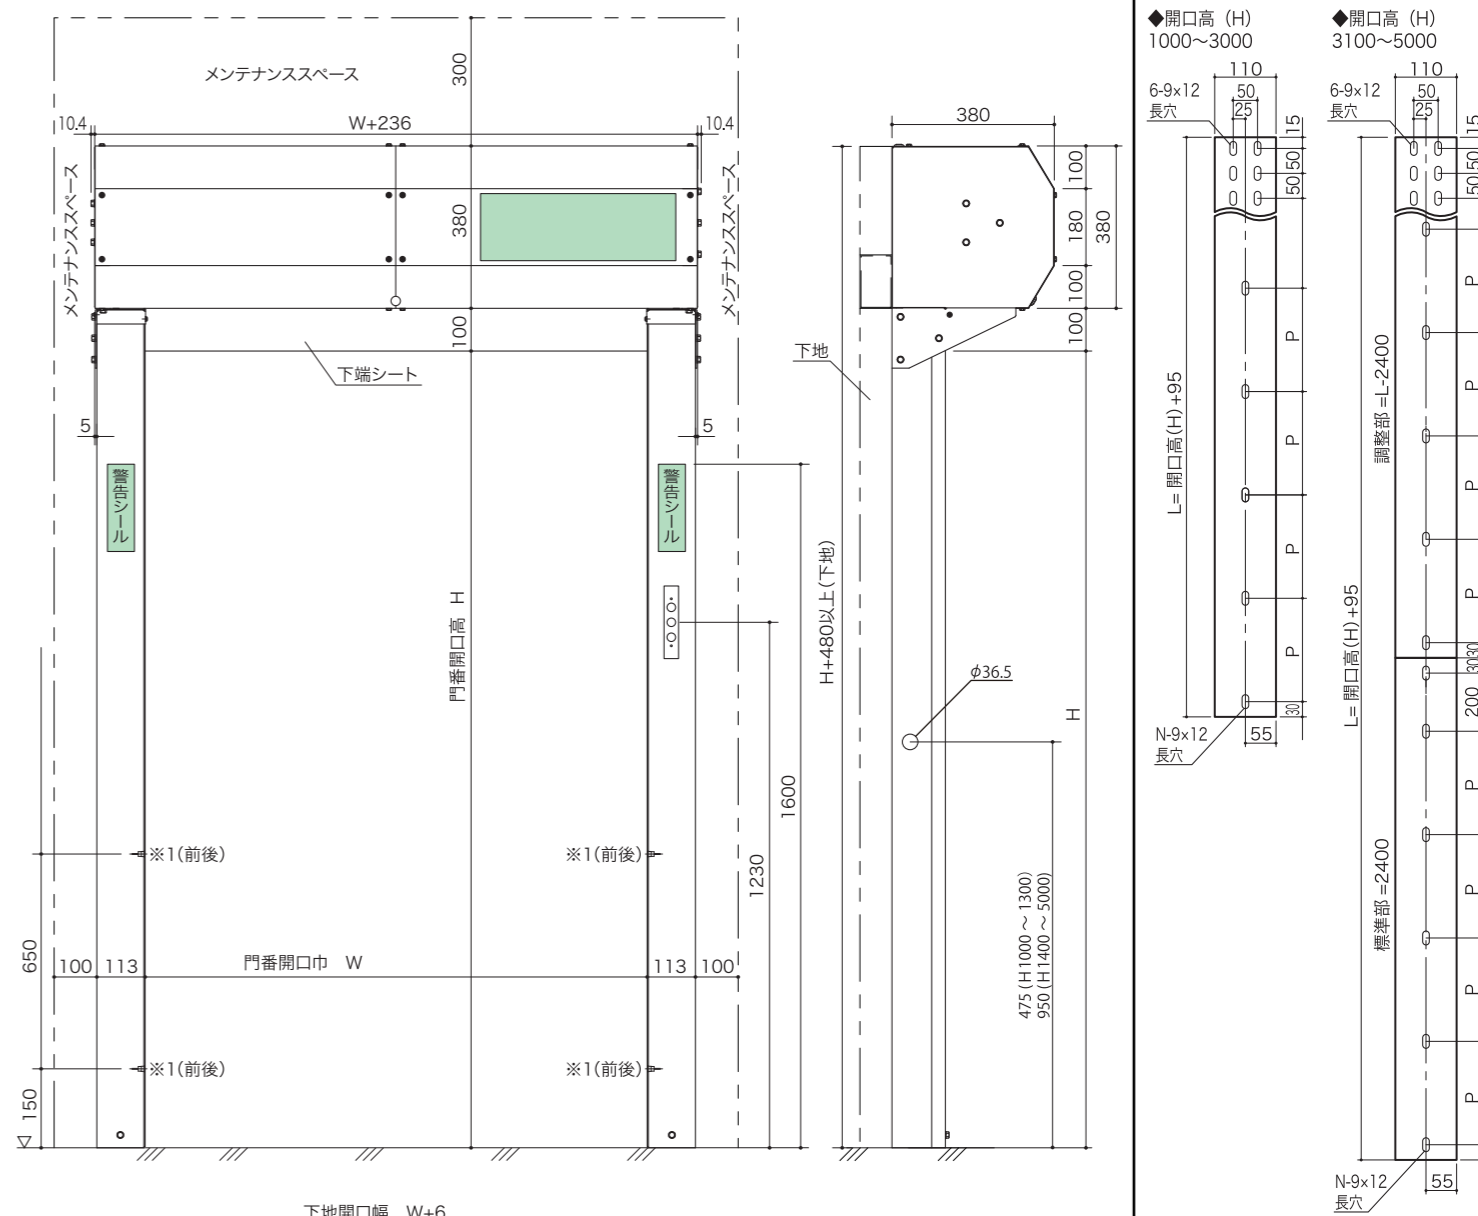 メンテナンススペース
300
10.4
W+236
10.4
メンテナンススペース
メンテナンススペース
380
100
下端シート
5
5
警告シール
警告シール
門番開口高 H
1600
1230
※1(前後)
※1(前後)
650
100
113
門番開口巾 W
113
100
※1(前後)
※1(前後)
150
下地開口幅 W+6
380
100
180
380
100
100
下地
H+480以上(下地)
φ36.5
H
475(H1000～1300)
950(H1400～5000)
◆開口高(H)
1000～3000
110
6-9×12
長穴
50
25
15
50
50
P
P
P
P
L=開口高(H)+95
30
N-9×12
長穴
55
◆開口高(H)
3100～5000
110
6-9×12
長穴
50
25
15
50
50
P
P
P
P
調整部=L-2400
30
30
200
L=開口高(H)+95
P
P
P
P
標準部=2400
N-9×12
長穴
55